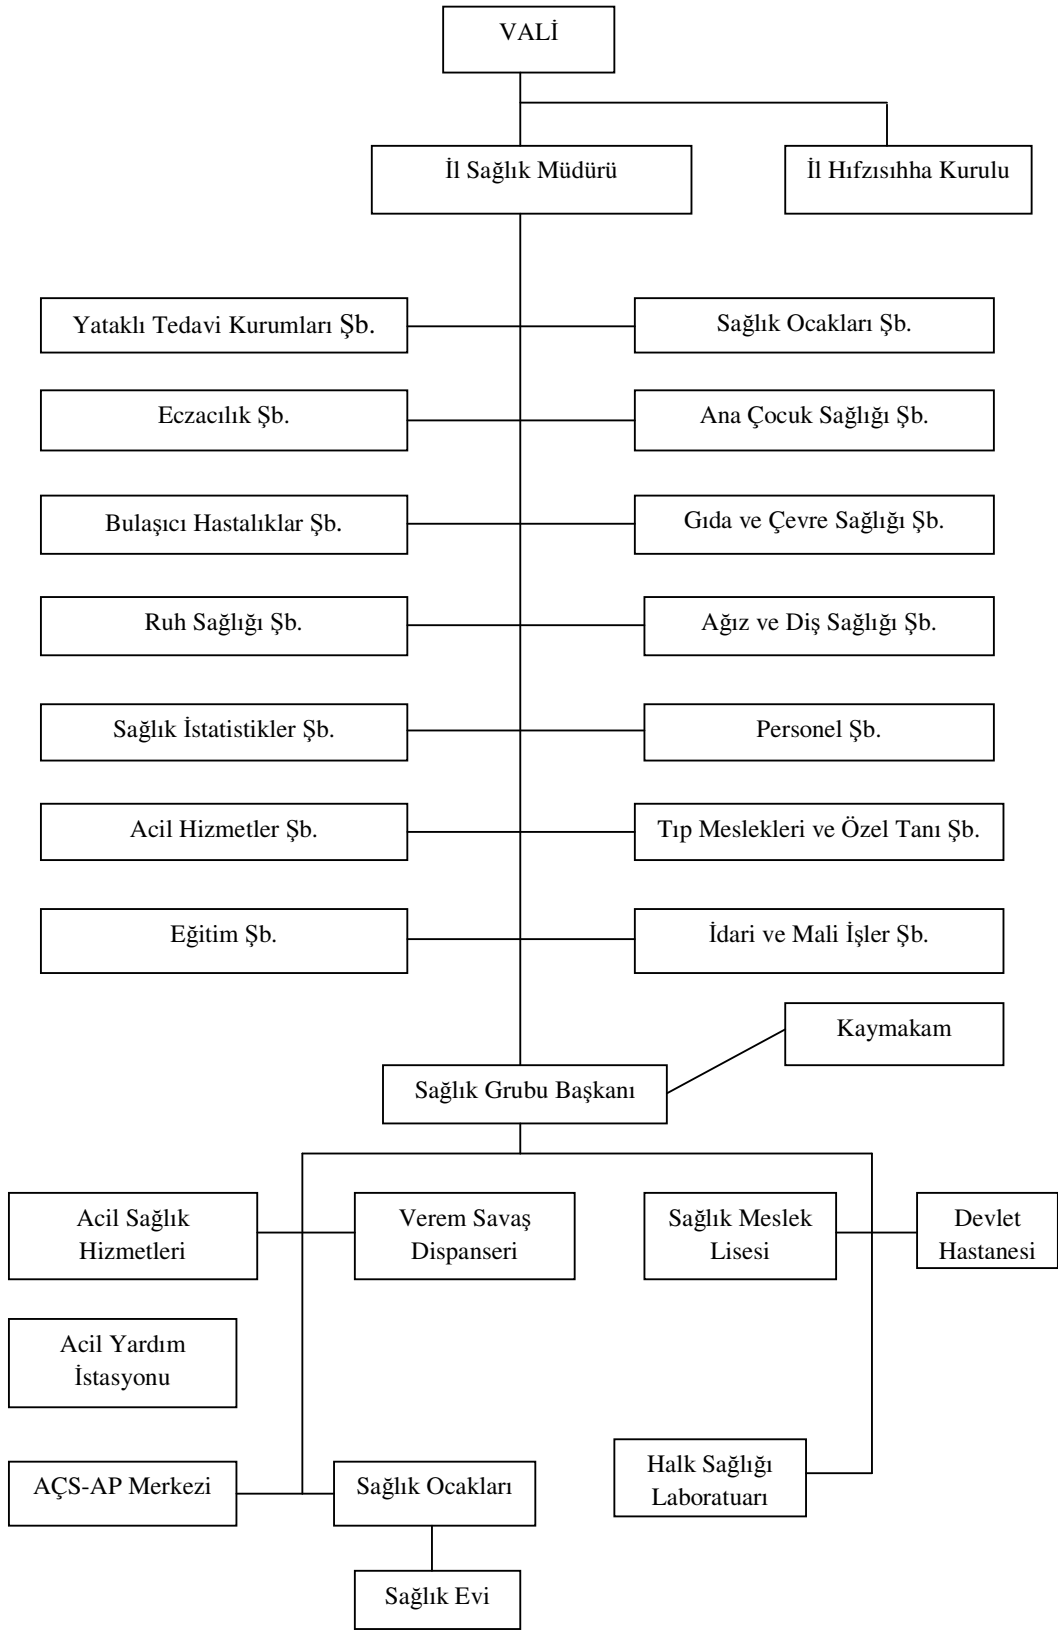 VALİ
İl Sağlık Müdürü
İl Hıfzısıhha Kurulu
Yataklı Tedavi Kurumları Şb.
Sağlık Ocakları Şb.
Eczacılık Şb.
Ana Çocuk Sağlığı Şb.
Bulaşıcı Hastalıklar Şb.
Gıda ve Çevre Sağlığı Şb.
Ruh Sağlığı Şb.
Ağız ve Diş Sağlığı Şb.
Sağlık İstatistikler Şb.
Personel Şb.
Acil Hizmetler Şb.
Tıp Meslekleri ve Özel Tanı Şb.
Eğitim Şb.
İdari ve Mali İşler Şb.
Kaymakam
Sağlık Grubu Başkanı
Acil Sağlık
Hizmetleri
Verem Savaş
Dispanseri
Sağlık Meslek
Lisesi
Devlet
Hastanesi
Acil Yardım
İstasyonu
AÇS-AP Merkezi
Sağlık Ocakları
Halk Sağlığı
Laboratuarı
Sağlık Evi